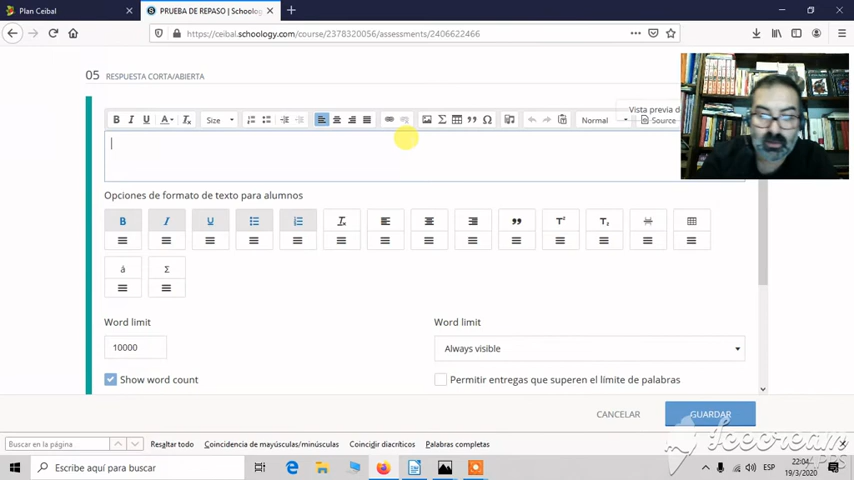 Plan Ceibal
PRUEBA DE REPASO | Schoolog
https://ceibal.schoology.com/course/2378320056/assessments/2406622466
05 RESPUESTA CORTA/ABIERTA
Vista previa de
B I U A Size Σ Ω Normal Source
Opciones de formato de texto para alumnos
B I U T
á Σ
Word limit Word limit
10000 Always visible
Show word count Permitir entregas que superen el límite de palabras
CANCELAR GUARDAR
Icecream
APPS
Buscar en la página Resaltar todo Coincidencia de mayúsculas/minúsculas Coincidir diacríticos Palabras completas
Escribe aquí para buscar
ESP
22:04
19/3/2020